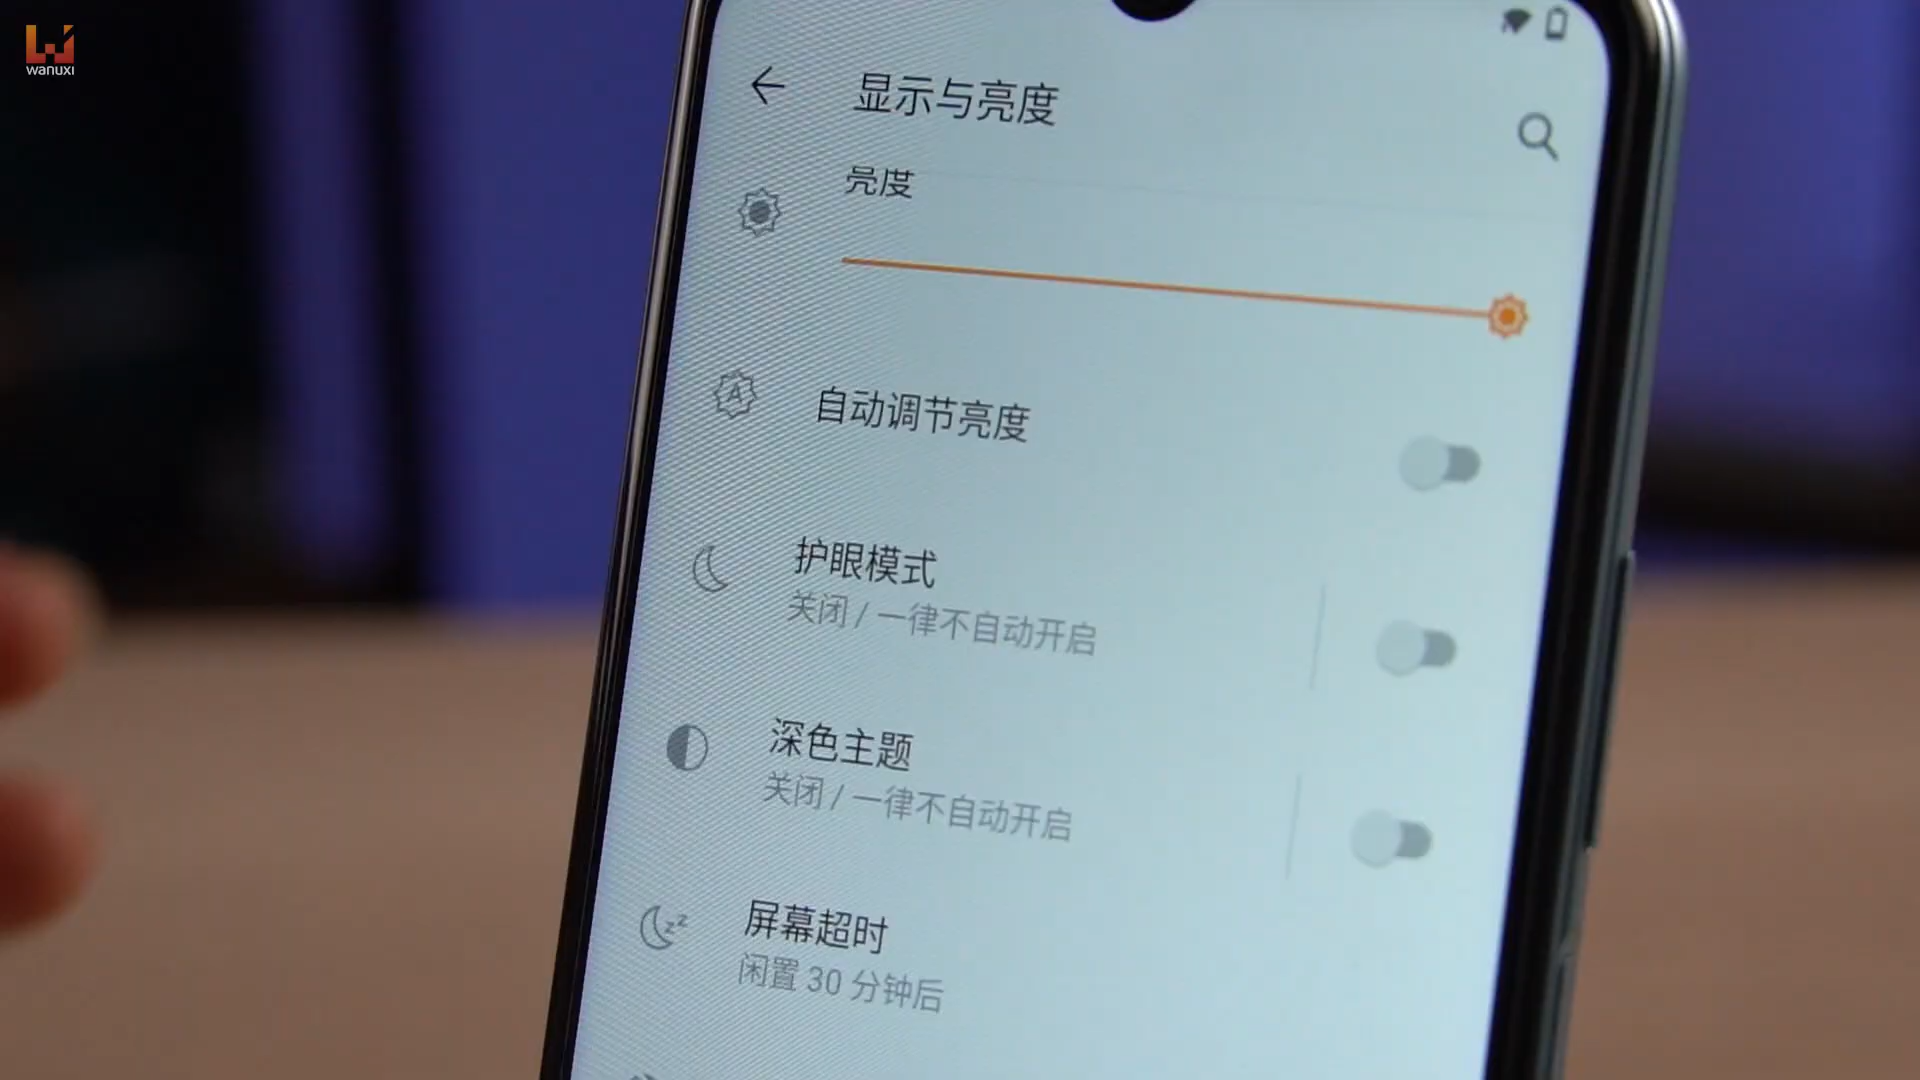 wanuxi
显示与亮度
亮度
自动调节亮度
护眼模式
关闭 / 一律不自动开启
深色主题
关闭 / 一律不自动开启
屏幕超时
闲置 30 分钟后